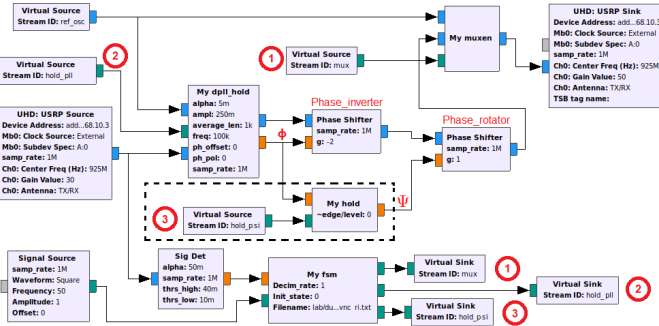 Virtual Source
Stream ID: ref_osc
Virtual Source
Stream ID: hold_pll
2
1
Virtual Source
Stream ID: mux
My muxen
UHD: USRP Sink
Device Address: add...68.10.3
Mb0: Clock Source: External
Mb0: Subdev Spec: A:0
samp_rate: 1M
Ch0: Center Freq (Hz): 925M
Ch0: Gain Value: 50
Ch0: Antenna: TX/RX
TSB tag name:
UHD: USRP Source
Device Address: add...68.10.3
Mb0: Clock Source: External
Mb0: Subdev Spec: A:0
samp_rate: 1M
Ch0: Center Freq (Hz): 925M
Ch0: Gain Value: 30
Ch0: Antenna: TX/RX
My dpll_hold
alpha: 5m
ampl: 250m
average_len: 1k
freq: 100k
ph_offset: 0
ph_pol: 0
samp_rate: 1M
ϕ
Phase_inverter
Phase Shifter
samp_rate: 1M
g: -2
Phase_rotator
Phase Shifter
samp_rate: 1M
g: 1
3
Virtual Source
Stream ID: hold_psi
My hold
~edge/level: 0
Ψ
Signal Source
samp_rate: 1M
Waveform: Square
Frequency: 50
Amplitude: 1
Offset: 0
Sig Det
alpha: 50m
samp_rate: 1M
thrs_high: 40m
thrs_low: 10m
My fsm
Decim_rate: 1
Init_state: 0
Filename: lab/du...vnc_ri.txt
Virtual Sink
Stream ID: mux
1
Virtual Sink
Stream ID: hold_pll
2
Virtual Sink
Stream ID: hold_psi
3